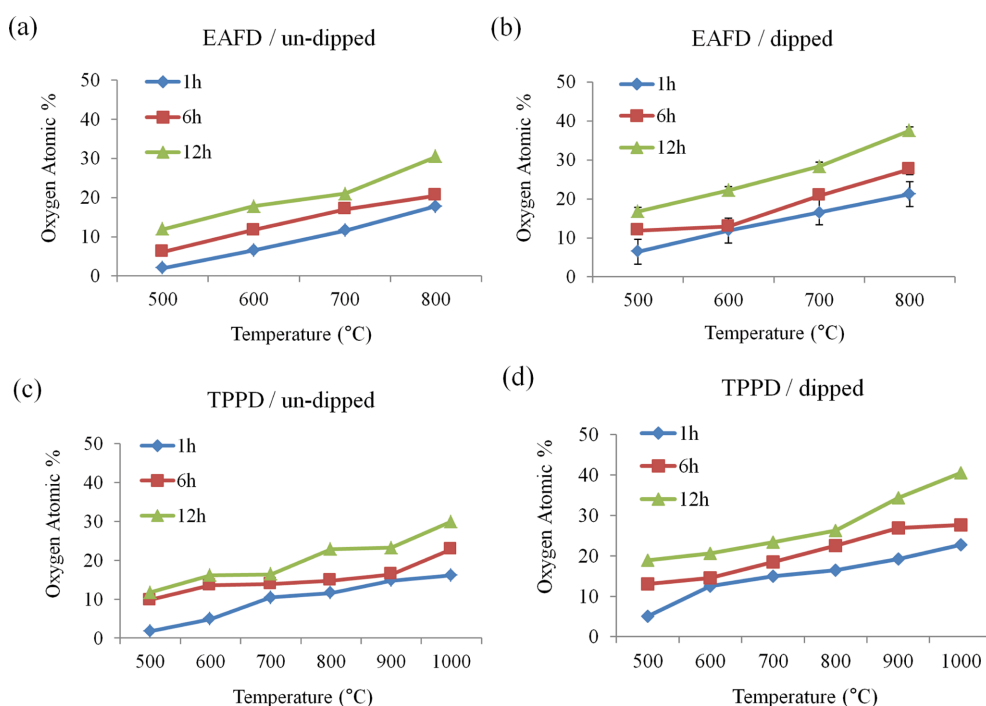 (a)
EAFD / un-dipped
Oxygen Atomic %
50
40
30
20
10
0
1h
6h
12h
500 600 700 800
Temperature (°C)
(b)
EAFD / dipped
Oxygen Atomic %
50
40
30
20
10
0
1h
6h
12h
500 600 700 800
Temperature (°C)
(c)
TPPD / un-dipped
Oxygen Atomic %
50
40
30
20
10
0
1h
6h
12h
500 600 700 800 900 1000
Temperature (°C)
(d)
TPPD / dipped
Oxygen Atomic %
50
40
30
20
10
0
1h
6h
12h
500 600 700 800 900 1000
Temperature (°C)